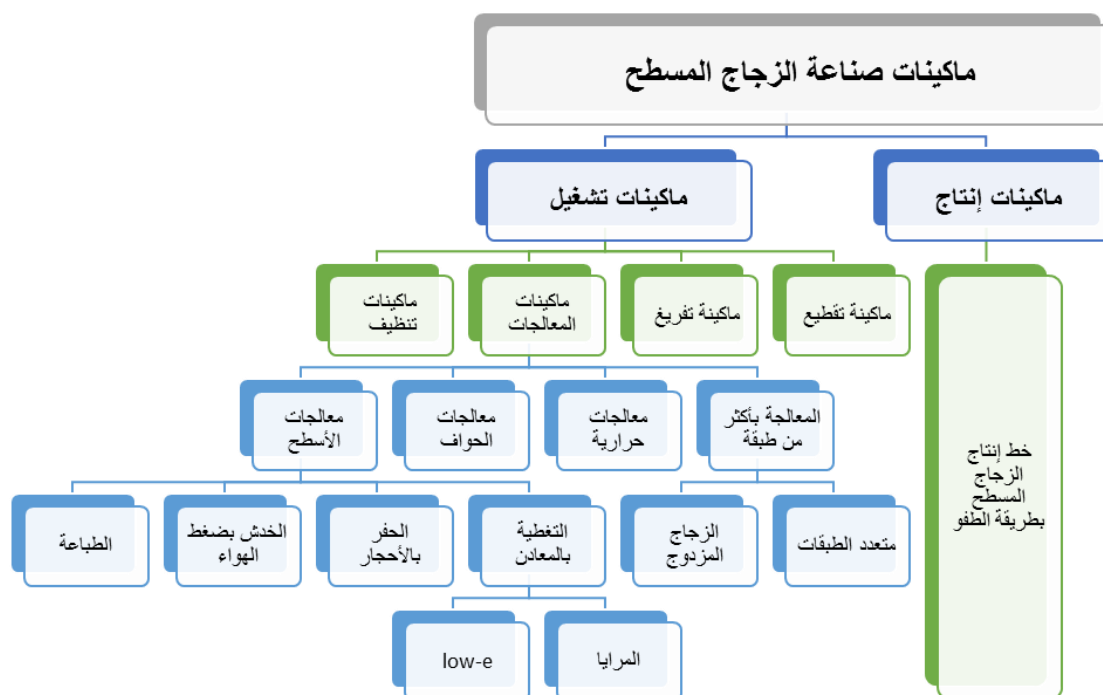 ماكينات صناعة الزجاج المسطح
ماكينات إنتاج
ماكينات تشغيل
ماكينة تقطيع
ماكينة تفريغ
ماكينات
المعالجات
ماكينات
تنظيف
خط إنتاج
الزجاج
المسطح
بطريقة الطفو
المعالجة بأكثر
من طبقة
معالجات
حرارية
معالجات
الحواف
معالجات
الأسطح
متعدد الطبقات
الزجاج
المزدوج
التغطية
بالمعادن
الحفر
بالأحجار
الخدش بضغط
الهواء
الطباعة
المرايا
low-e